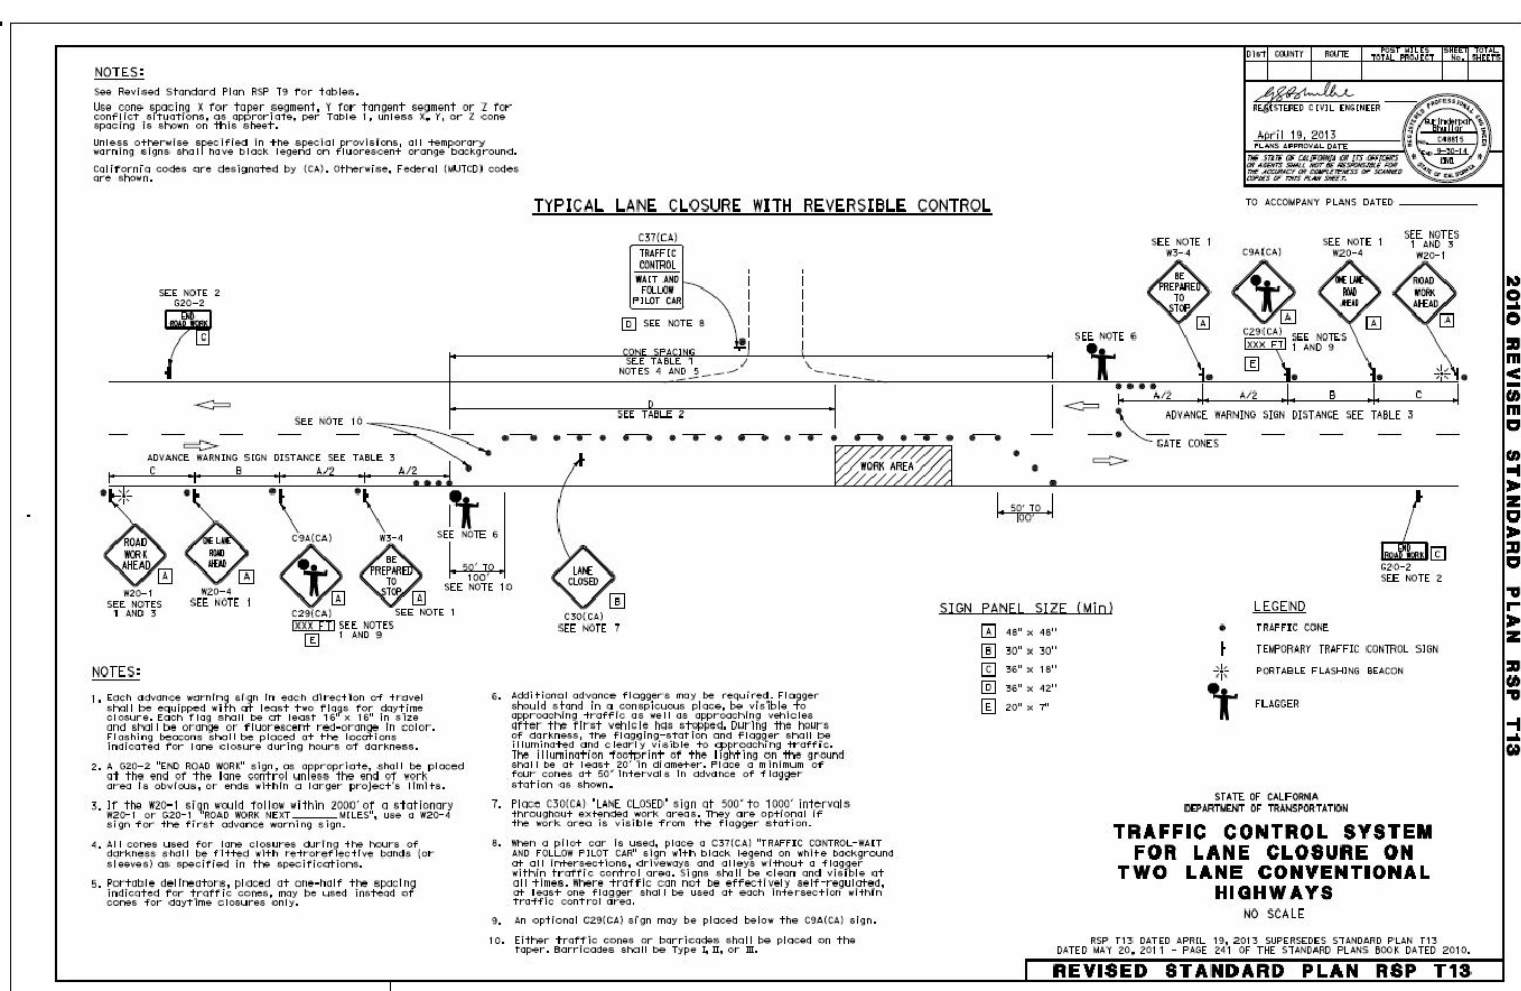 NOTES:
See Revised Standard Plan RSP T9 for tables.
Use cone spacing X for taper segment, Y for tangent segment or Z for
conflict situations, as approriate, per Table 1, unless X, Y, or Z cone
spacing is shown on this sheet.
Unless otherwise specified in the special provisions, all temporary
warning signs shall have black legend on fluorescent orange background.
California codes are designated by (CA). Otherwise, Federal (MUTCD) codes
are shown.
Dist COUNTY ROUTE POST MILES TOTAL PROJECT SHEET No. TOTAL SHEETS
REGISTERED CIVIL ENGINEER
April 19, 2013
PLANS APPROVAL DATE
THE STATE OF CALIFORNIA OR ITS OFFICERS
OR AGENTS SHALL NOT BE RESPONSIBLE FOR
THE ACCURACY OR COMPLETENESS OF SCANNED
COPIES OF THIS PLAN SHEET.
REGISTERED PROFESSIONAL ENGINEER
Gurinderpal
Bhullar
No. C48815
Exp. 9-30-14
CIVIL
STATE OF CALIFORNIA
TO ACCOMPANY PLANS DATED
TYPICAL LANE CLOSURE WITH REVERSIBLE CONTROL
C37(CA)
TRAFFIC
CONTROL
WAIT AND
FOLLOW
PILOT CAR
D SEE NOTE 8
SEE NOTE 2
G20-2
END
ROAD WORK
C
CONE SPACING
SEE TABLE 1
NOTES 4 AND 5
SEE NOTE 6
SEE NOTE 1
W3-4
BE
PREPARED
TO
STOP
A
C9A(CA)
A
C29(CA)
XXX FT
SEE NOTES
1 AND 9
E
SEE NOTE 1
W20-4
ONE LANE
ROAD
AHEAD
A
SEE NOTES
1 AND 3
W20-1
ROAD
WORK
AHEAD
A
A/2 A/2 B C
ADVANCE WARNING SIGN DISTANCE SEE TABLE 3
GATE CONES
D
SEE TABLE 2
SEE NOTE 10
ADVANCE WARNING SIGN DISTANCE SEE TABLE 3
C B A/2 A/2
WORK AREA
50' TO
100'
ROAD
WORK
AHEAD
A
W20-1
SEE NOTES
1 AND 3
ONE LANE
ROAD
AHEAD
A
W20-4
SEE NOTE 1
C9A(CA)
A
C29(CA)
XXX FT
SEE NOTES
1 AND 9
E
W3-4
BE
PREPARED
TO
STOP
A
SEE NOTE 1
SEE NOTE 6
50' TO
100'
SEE NOTE 10
LANE
CLOSED
B
C30(CA)
SEE NOTE 7
END
ROAD WORK
C
G20-2
SEE NOTE 2
SIGN PANEL SIZE (Min)
A 48" x 48"
B 30" x 30"
C 36" x 18"
D 36" x 42"
E 20" x 7"
LEGEND
TRAFFIC CONE
TEMPORARY TRAFFIC CONTROL SIGN
PORTABLE FLASHING BEACON
FLAGGER
NOTES:
1. Each advance warning sign in each direction of travel
shall be equipped with at least two flags for daytime
closure. Each flag shall be at least 16" x 16" in size
and shall be orange or fluorescent red-orange in color.
Flashing beacons shall be placed at the locations
indicated for lane closure during hours of darkness.
2. A G20-2 "END ROAD WORK" sign, as appropriate, shall be placed
at the end of the lane control unless the end of work
area is obvious, or ends within a larger project's limits.
3. If the W20-1 sign would follow within 2000' of a stationary
W20-1 or G20-1 "ROAD WORK NEXT ______ MILES", use a W20-4
sign for the first advance warning sign.
4. All cones used for lane closures during the hours of
darkness shall be fitted with retroreflective bands (or
sleeves) as specified in the specifications.
5. Portable delineators, placed at one-half the spacing
indicated for traffic cones, may be used instead of
cones for daytime closures only.
6. Additional advance flaggers may be required. Flagger
should stand in a conspicuous place, be visible to
approaching traffic as well as approaching vehicles
after the first vehicle has stopped. During the hours
of darkness, the flagging-station and flagger shall be
illuminated and clearly visible to approaching traffic.
The illumination footprint of the lighting on the ground
shall be at least 20' in diameter. Place a minimum of
four cones at 50' intervals in advance of flagger
station as shown.
7. Place C30(CA) "LANE CLOSED" sign at 500' to 1000' intervals
throughout extended work areas. They are optional if
the work area is visible from the flagger station.
8. When a pilot car is used, place a C37(CA) "TRAFFIC CONTROL-WAIT
AND FOLLOW PILOT CAR" sign with black legend on white background
at all intersections, driveways and alleys without a flagger
within traffic control area. Signs shall be clean and visible at
all times. Where traffic can not be effectively self-regulated,
at least one flagger shall be used at each intersection within
traffic control area.
9. An optional C29(CA) sign may be placed below the C9A(CA) sign.
10. Either traffic cones or barricades shall be placed on the
taper. Barricades shall be Type I, II, or III.
STATE OF CALIFORNIA
DEPARTMENT OF TRANSPORTATION
TRAFFIC CONTROL SYSTEM
FOR LANE CLOSURE ON
TWO LANE CONVENTIONAL
HIGHWAYS
NO SCALE
RSP T13 DATED APRIL 19, 2013 SUPERSEDES STANDARD PLAN T13
DATED MAY 20, 2011 - PAGE 241 OF THE STANDARD PLANS BOOK DATED 2010.
REVISED STANDARD PLAN RSP T13
2010 REVISED STANDARD PLAN RSP T13